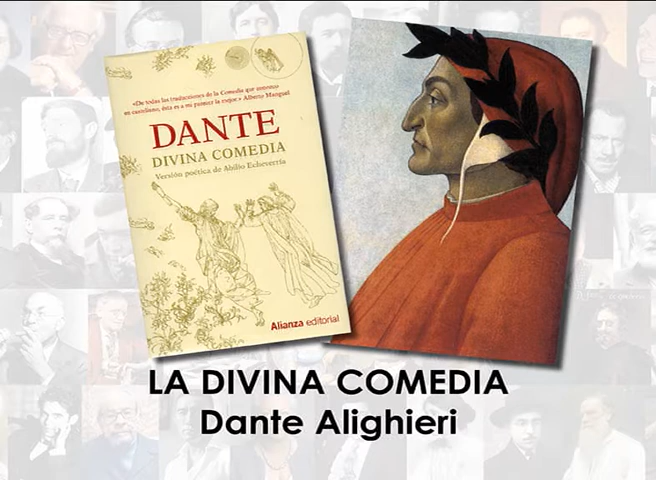 «De todas las traducciones de la Comedia que conozco
en castellano, ésta es a mi parecer la mejor.» Alberto Manguel
DANTE
DIVINA COMEDIA
Versión poética de Abilio Echeverría
Alianza editorial
LA DIVINA COMEDIA
Dante Alighieri